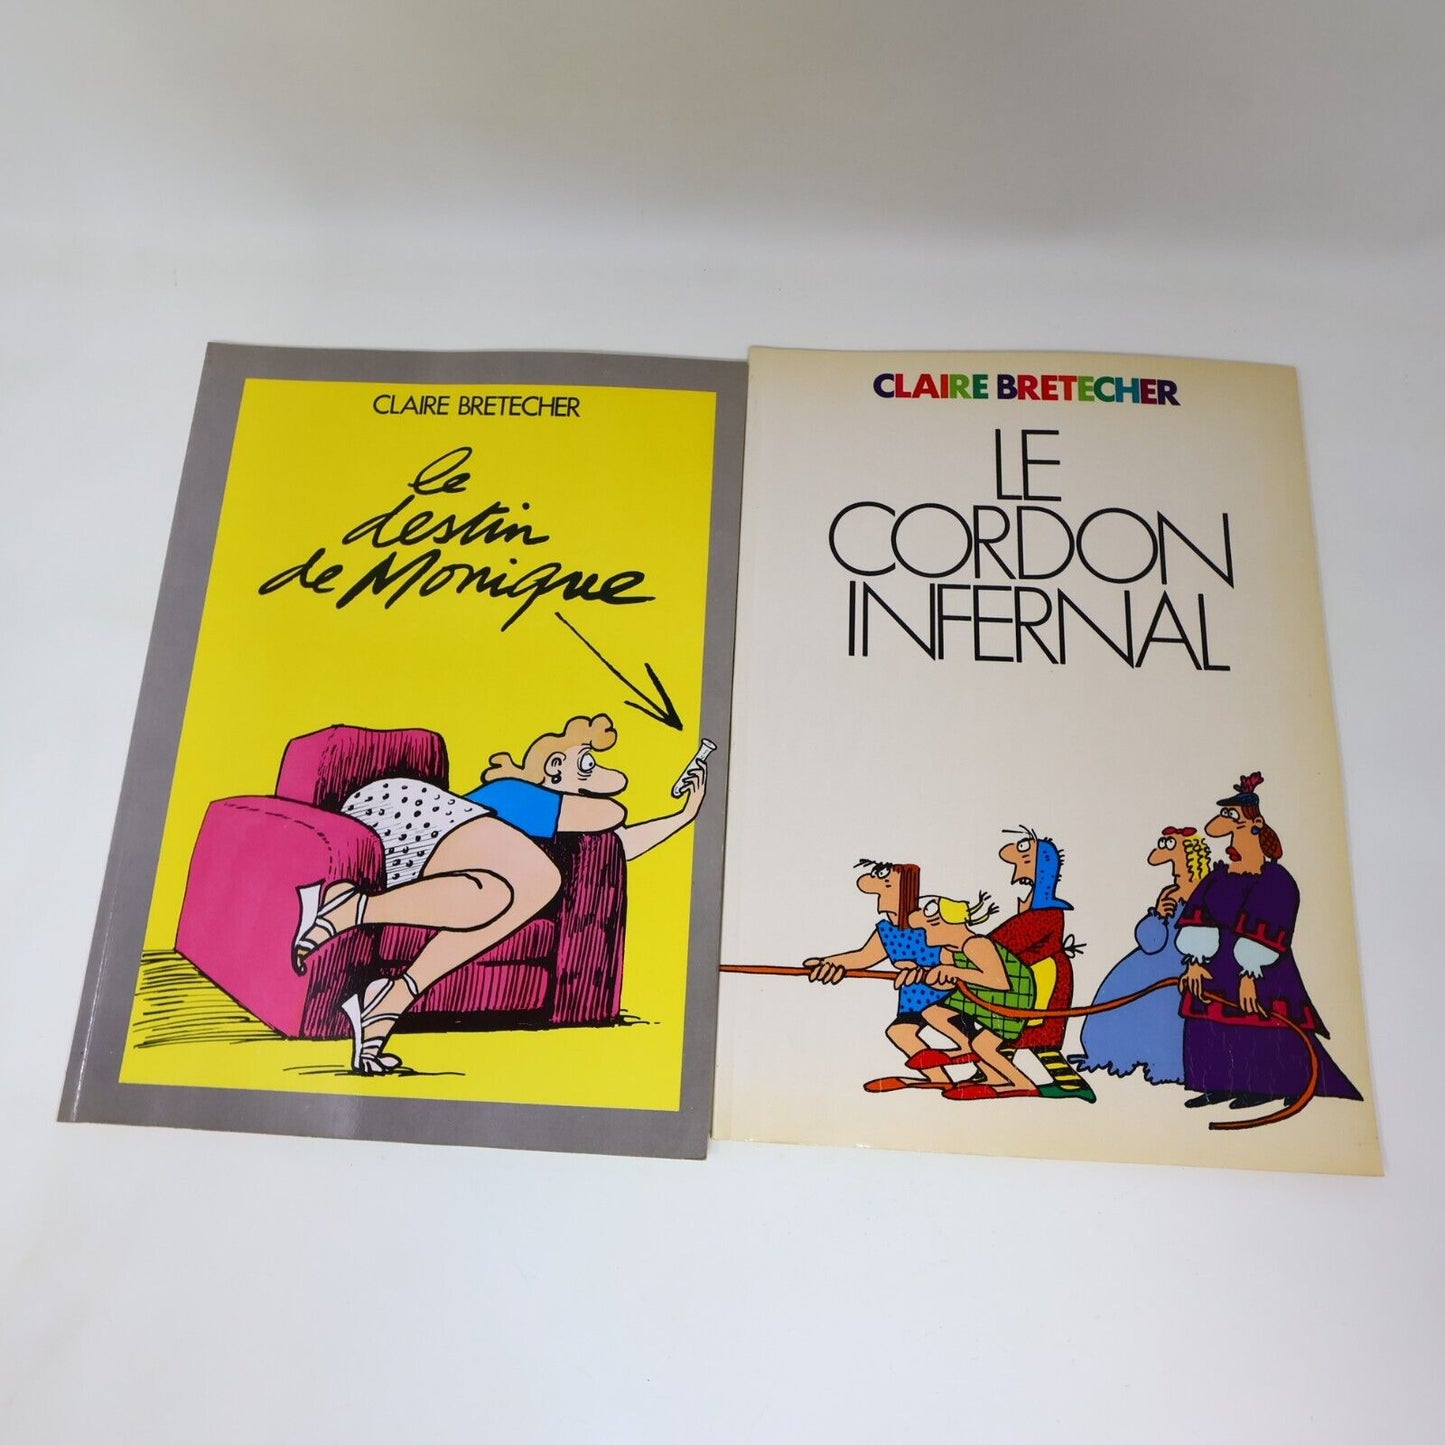 CLAIRE BRETECHER
le
destin
de Monique
CLAIRE BRETECHER
LE
CORDON
INFERNAL